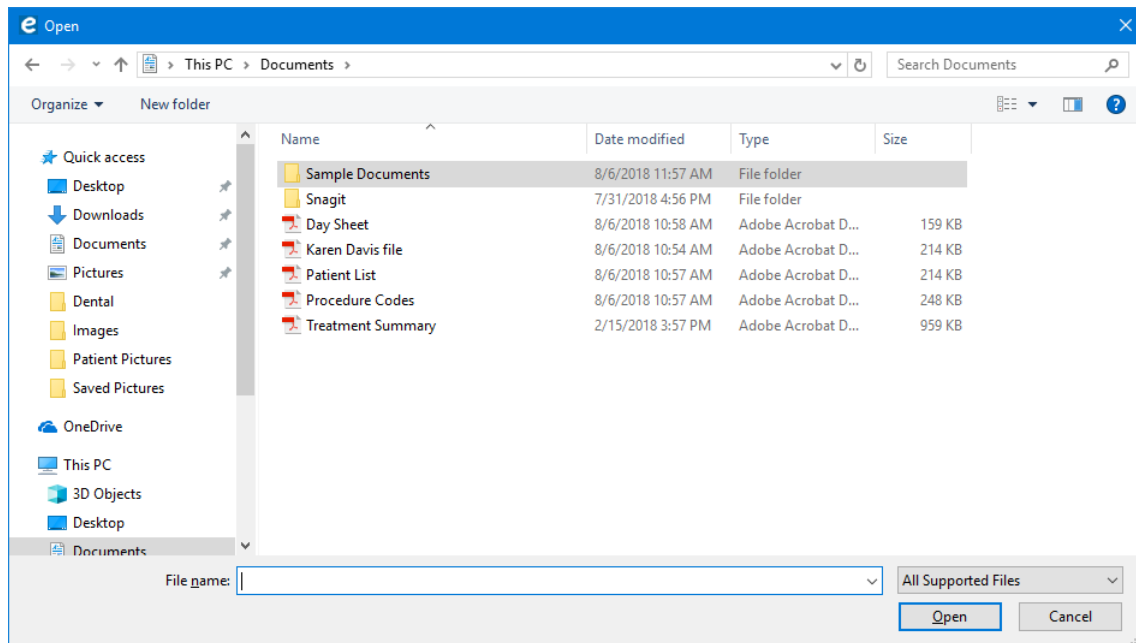 Open
This PC > Documents >
Search Documents
Organize
New folder
Name Date modified Type Size
Quick access
Desktop
Downloads
Documents
Pictures
Dental
Images
Patient Pictures
Saved Pictures
OneDrive
This PC
3D Objects
Desktop
Documents
Sample Documents 8/6/2018 11:57 AM File folder
Snagit 7/31/2018 4:56 PM File folder
Day Sheet 8/6/2018 10:58 AM Adobe Acrobat D... 159 KB
Karen Davis file 8/6/2018 10:54 AM Adobe Acrobat D... 214 KB
Patient List 8/6/2018 10:57 AM Adobe Acrobat D... 214 KB
Procedure Codes 8/6/2018 10:57 AM Adobe Acrobat D... 248 KB
Treatment Summary 2/15/2018 3:57 PM Adobe Acrobat D... 959 KB
File name:
All Supported Files
Open
Cancel